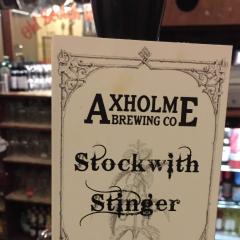 AXHOLME
BREWING CO
Stockwith
Stinger